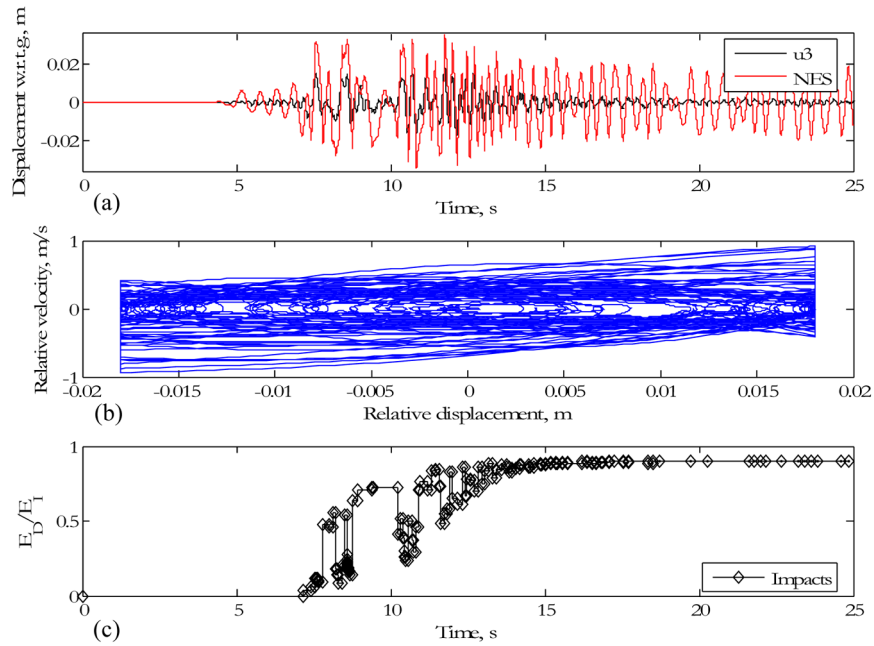 Dispalcement w.r.t.g, m
0.02
0
-0.02
u3
NES
0 5 10 15 20 25
(a)
Time, s
Relative velocity, m/s
1
0
-1
-0.02 -0.015 -0.01 -0.005 0 0.005 0.01 0.015 0.02
(b)
Relative displacement, m
E_D/E_I
1
0.5
0
Impacts
0 5 10 15 20 25
(c)
Time, s